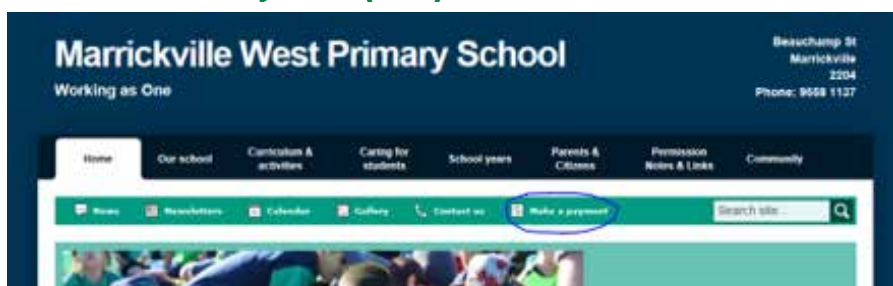 Marrickville West Primary School
Working as One
Beauchamp St
Marrickville
2204
Phone: 9558 1137
Home
Our school
Curriculum &
activities
Caring for
students
School years
Parents &
Citizens
Permission
Notes & Links
Community
News
Newsletters
Calendar
Gallery
Contact us
Make a payment
Search site...